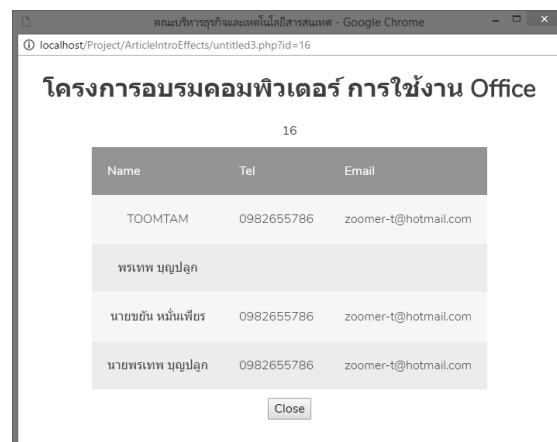 คณะบริหารธุรกิจและเทคโนโลยีสารสนเทศ - Google Chrome
localhost/Project/ArticleIntroEffects/untitled3.php?id=16
โครงการอบรมคอมพิวเตอร์ การใช้งาน Office
16
Name Tel Email
TOOMTAM 0982655786 zoomer-t@hotmail.com
พรเทพ บุญปลูก
นายขยัน หมั่นเพียร 0982655786 zoomer-t@hotmail.com
นายพรเทพ บุญปลูก 0982655786 zoomer-t@hotmail.com
Close